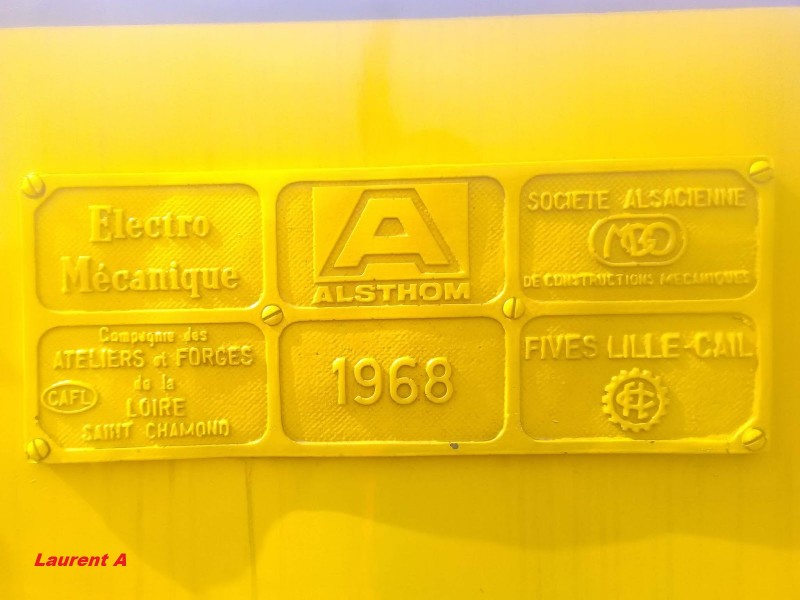 Electro
Mécanique
A
ALSTHOM
SOCIETE ALSACIENNE
MGO
DE CONSTRUCTIONS MECANIQUES
Compagnie des
ATELIERS et FORGES
de la
CAFL
LOIRE
SAINT CHAMOND
1968
FIVES LILLE-CAIL
Laurent A